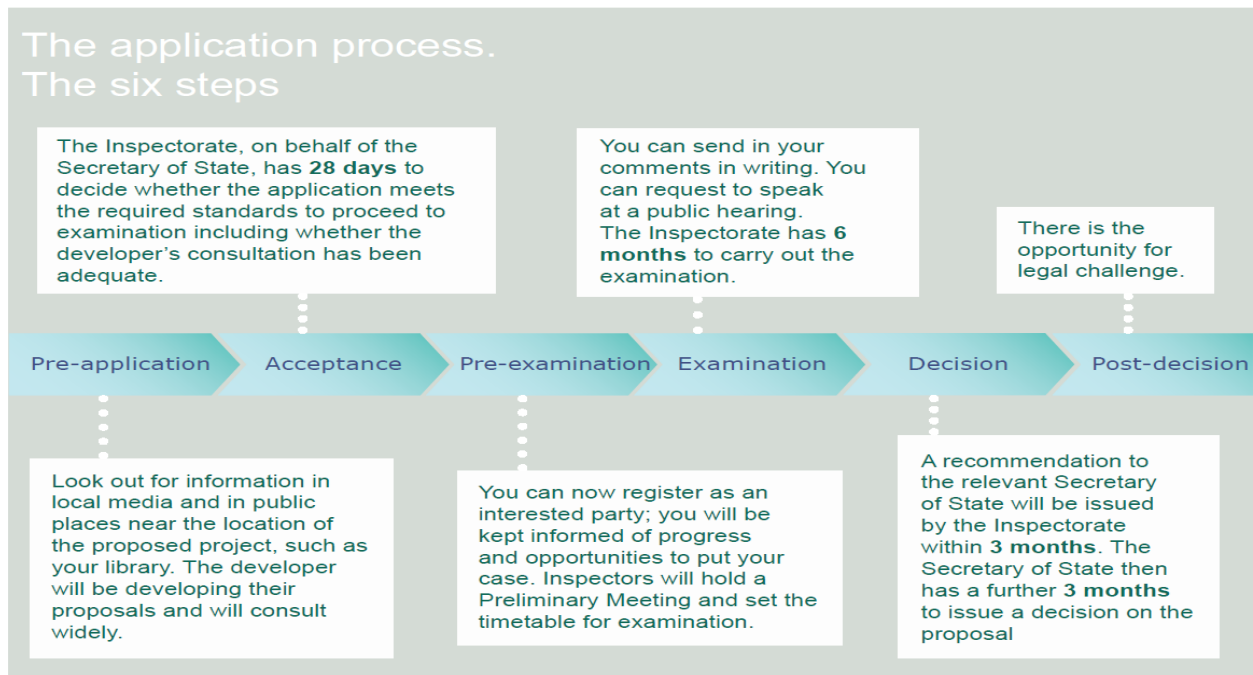 The application process.
The six steps
The Inspectorate, on behalf of the
Secretary of State, has 28 days to
decide whether the application meets
the required standards to proceed to
examination including whether the
developer's consultation has been
adequate.
You can send in your
comments in writing. You
can request to speak
at a public hearing.
The Inspectorate has 6
months to carry out the
examination.
There is the
opportunity for
legal challenge.
Pre-application
Acceptance
Pre-examination
Examination
Decision
Post-decision
Look out for information in
local media and in public
places near the location of
the proposed project, such as
your library. The developer
will be developing their
proposals and will consult
widely.
You can now register as an
interested party; you will be
kept informed of progress
and opportunities to put your
case. Inspectors will hold a
Preliminary Meeting and set the
timetable for examination.
A recommendation to
the relevant Secretary
of State will be issued
by the Inspectorate
within 3 months. The
Secretary of State then
has a further 3 months
to issue a decision on the
proposal